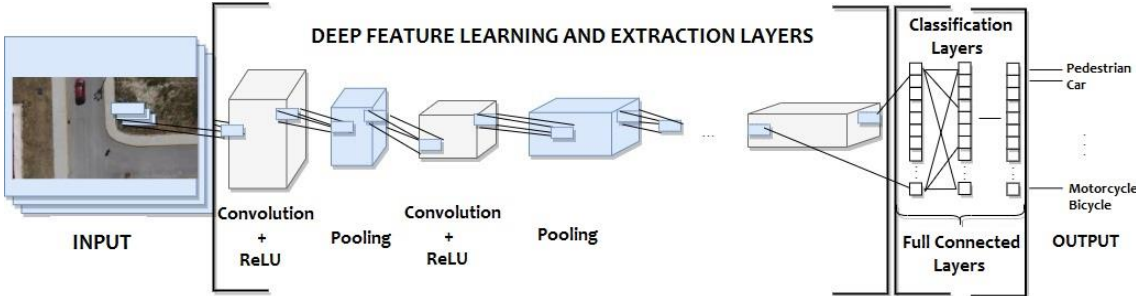 DEEP FEATURE LEARNING AND EXTRACTION LAYERS
Classification
Layers
Pedestrian
Car
...
Motorcycle
Bicycle
Convolution
+
ReLU
Pooling
Convolution
+
ReLU
Pooling
INPUT
Full Connected
Layers
OUTPUT